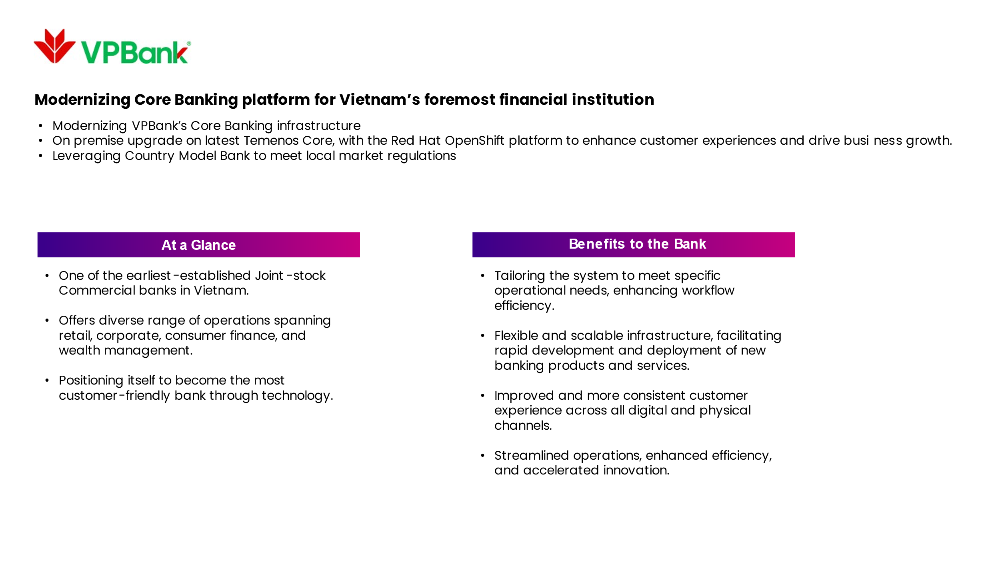 VPBank®
Modernizing Core Banking platform for Vietnam’s foremost financial institution
• Modernizing VPBank’s Core Banking infrastructure
• On premise upgrade on latest Temenos Core, with the Red Hat OpenShift platform to enhance customer experiences and drive busi ness growth.
• Leveraging Country Model Bank to meet local market regulations
At a Glance
• One of the earliest-established Joint-stock
Commercial banks in Vietnam.
• Offers diverse range of operations spanning
retail, corporate, consumer finance, and
wealth management.
• Positioning itself to become the most
customer-friendly bank through technology.
Benefits to the Bank
• Tailoring the system to meet specific
operational needs, enhancing workflow
efficiency.
• Flexible and scalable infrastructure, facilitating
rapid development and deployment of new
banking products and services.
• Improved and more consistent customer
experience across all digital and physical
channels.
• Streamlined operations, enhanced efficiency,
and accelerated innovation.